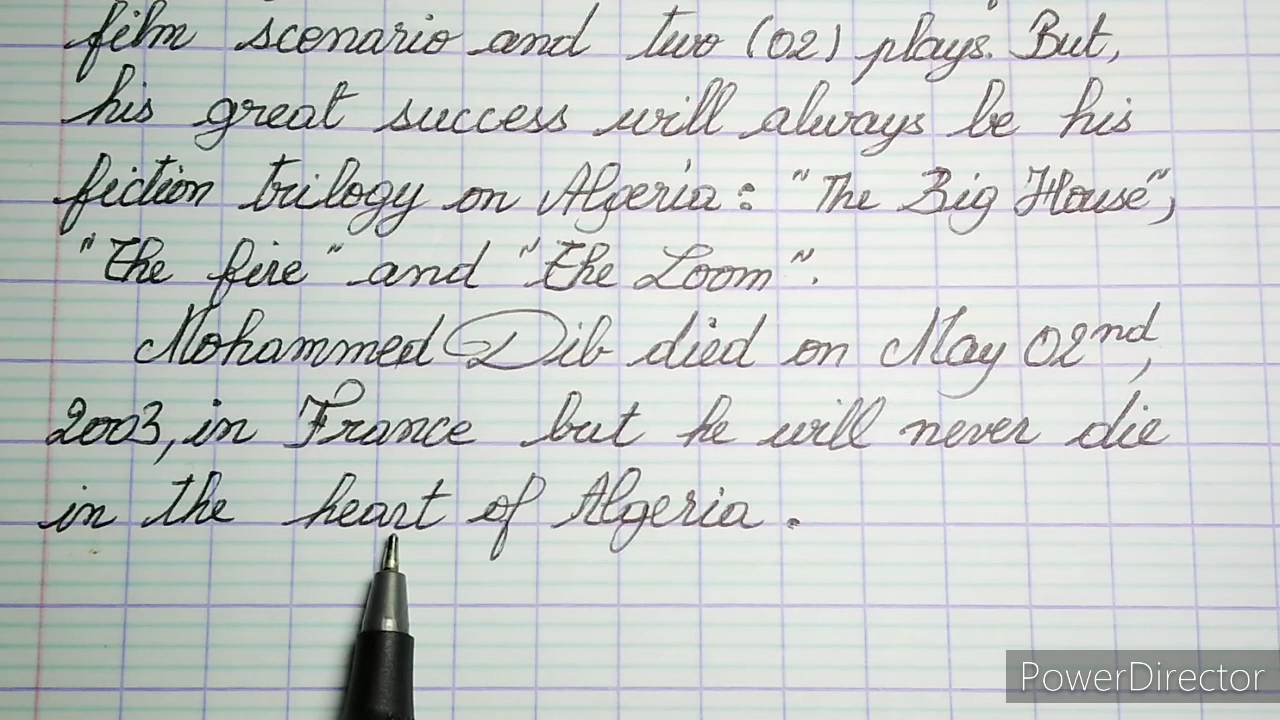 film scenario and two (02) plays. But,
his great success will always be his
fiction trilogy on Algeria: "The Big House",
"The fire" and "the Loom".
Mohammed Dib died on May 02nd,
2003, in France but he will never die
in the heart of Algeria.
PowerDirector